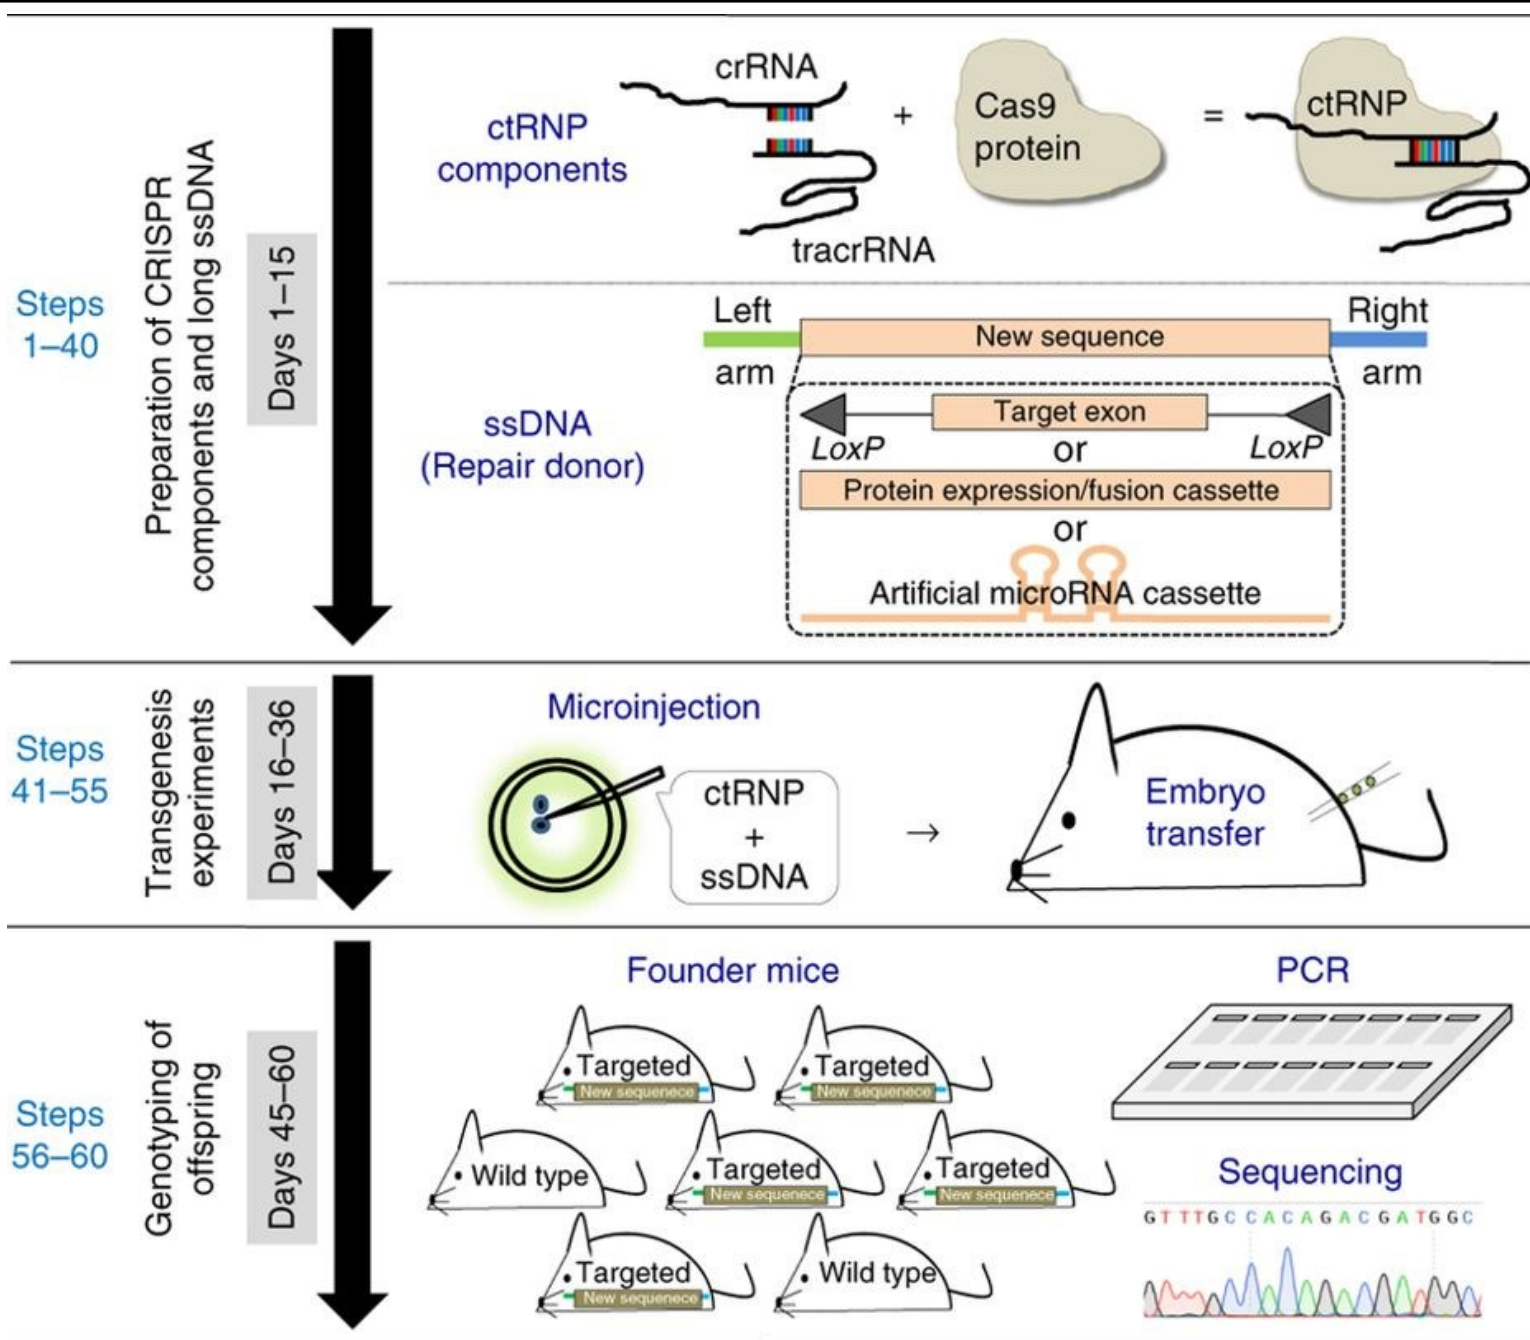 Steps
1–40
Preparation of CRISPR
components and long ssDNA
Days 1–15
ctRNP
components
crRNA
+
Cas9
protein
=
ctRNP
tracrRNA
ssDNA
(Repair donor)
Left
arm
New sequence
Right
arm
Target exon
LoxP
or
LoxP
Protein expression/fusion cassette
or
Artificial microRNA cassette
Steps
41–55
Transgenesis
experiments
Days 16–36
Microinjection
ctRNP
+
ssDNA
→
Embryo
transfer
Steps
56–60
Genotyping of
offspring
Days 45–60
Founder mice
Targeted
New sequenece
Targeted
New sequenece
Wild type
Targeted
New sequenece
Targeted
New sequenece
Targeted
New sequenece
Wild type
PCR
Sequencing
GTTTGCCACAGACGATGGC